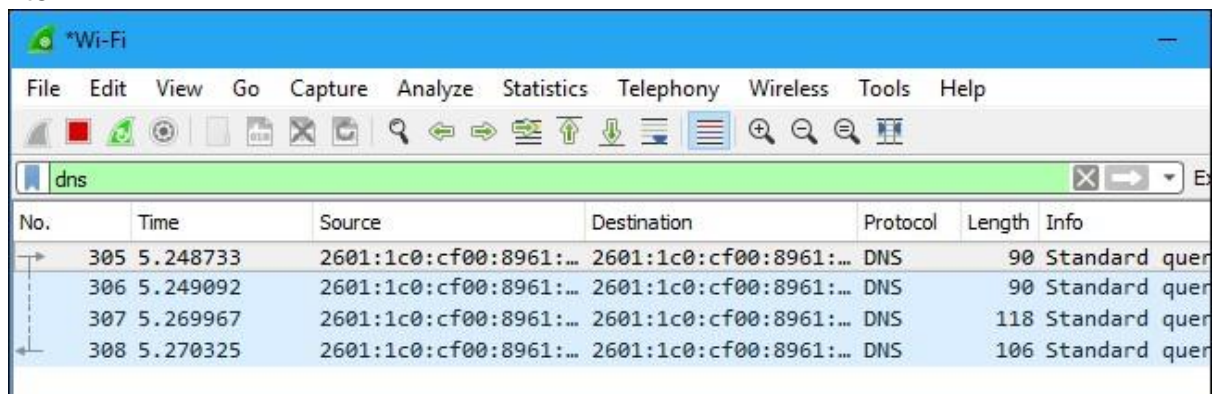 *Wi-Fi
File Edit View Go Capture Analyze Statistics Telephony Wireless Tools Help
dns
No. Time Source Destination Protocol Length Info
305 5.248733 2601:1c0:cf00:8961:… 2601:1c0:cf00:8961:… DNS 90 Standard quer
306 5.249092 2601:1c0:cf00:8961:… 2601:1c0:cf00:8961:… DNS 90 Standard quer
307 5.269967 2601:1c0:cf00:8961:… 2601:1c0:cf00:8961:… DNS 118 Standard quer
308 5.270325 2601:1c0:cf00:8961:… 2601:1c0:cf00:8961:… DNS 106 Standard quer